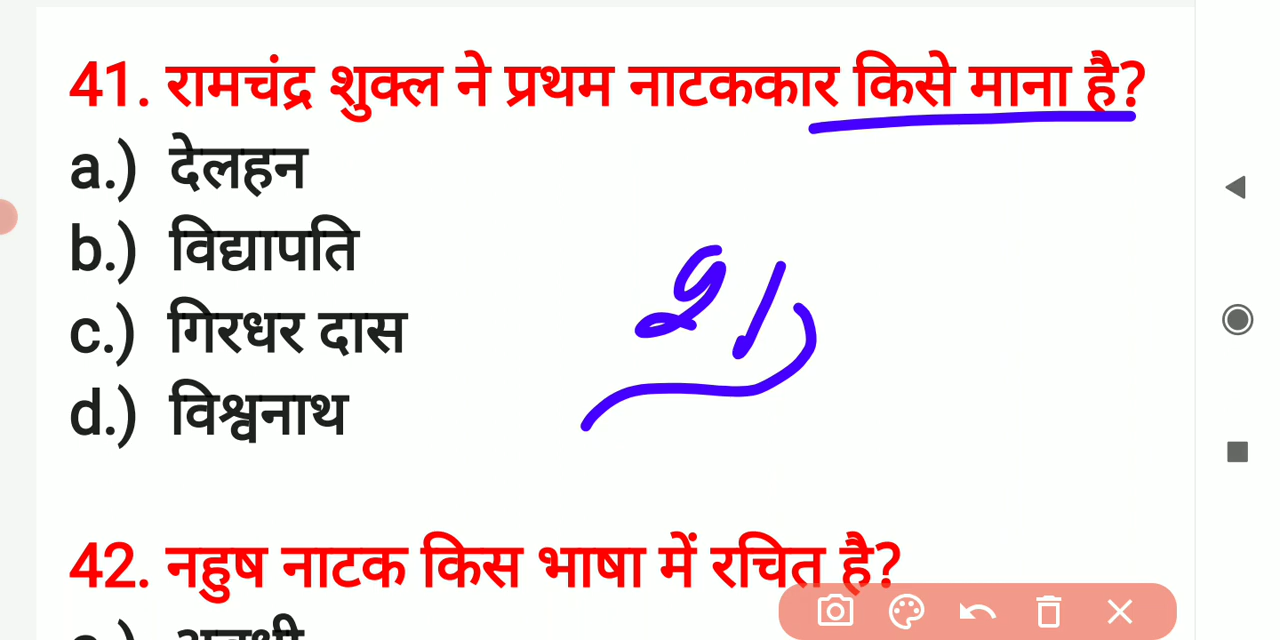 41. रामचंद्र शुक्ल ने प्रथम नाटककार किसे माना है?
a.) देलहन
b.) विद्यापति
c.) गिरधर दास
d.) विश्वनाथ
42. नहुष नाटक किस भाषा में रचित है?